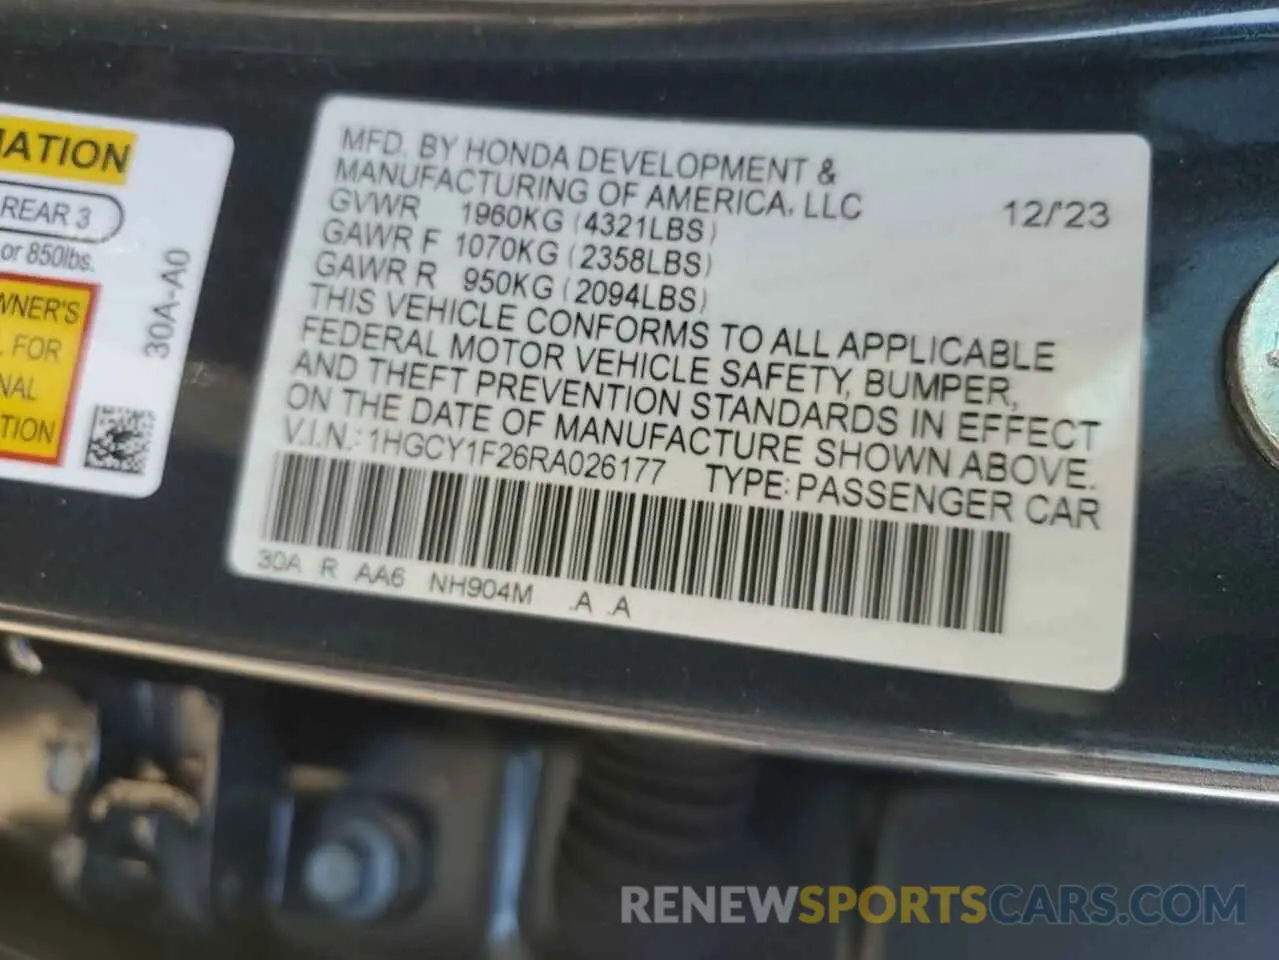 MATION
REAR 3
or 850lbs.
WNER'S
L FOR
NAL
TION
30A-A0
MFD. BY HONDA DEVELOPMENT &
MANUFACTURING OF AMERICA, LLC
12/'23
GVWR 1960KG (4321LBS)
GAWR F 1070KG (2358LBS)
GAWR R 950KG (2094LBS)
THIS VEHICLE CONFORMS TO ALL APPLICABLE
FEDERAL MOTOR VEHICLE SAFETY, BUMPER,
AND THEFT PREVENTION STANDARDS IN EFFECT
ON THE DATE OF MANUFACTURE SHOWN ABOVE.
V.I.N.: 1HGCY1F26RA026177 TYPE: PASSENGER CAR
30A R AA6 NH904M .A .A
RENEWSPORTSCARS.COM